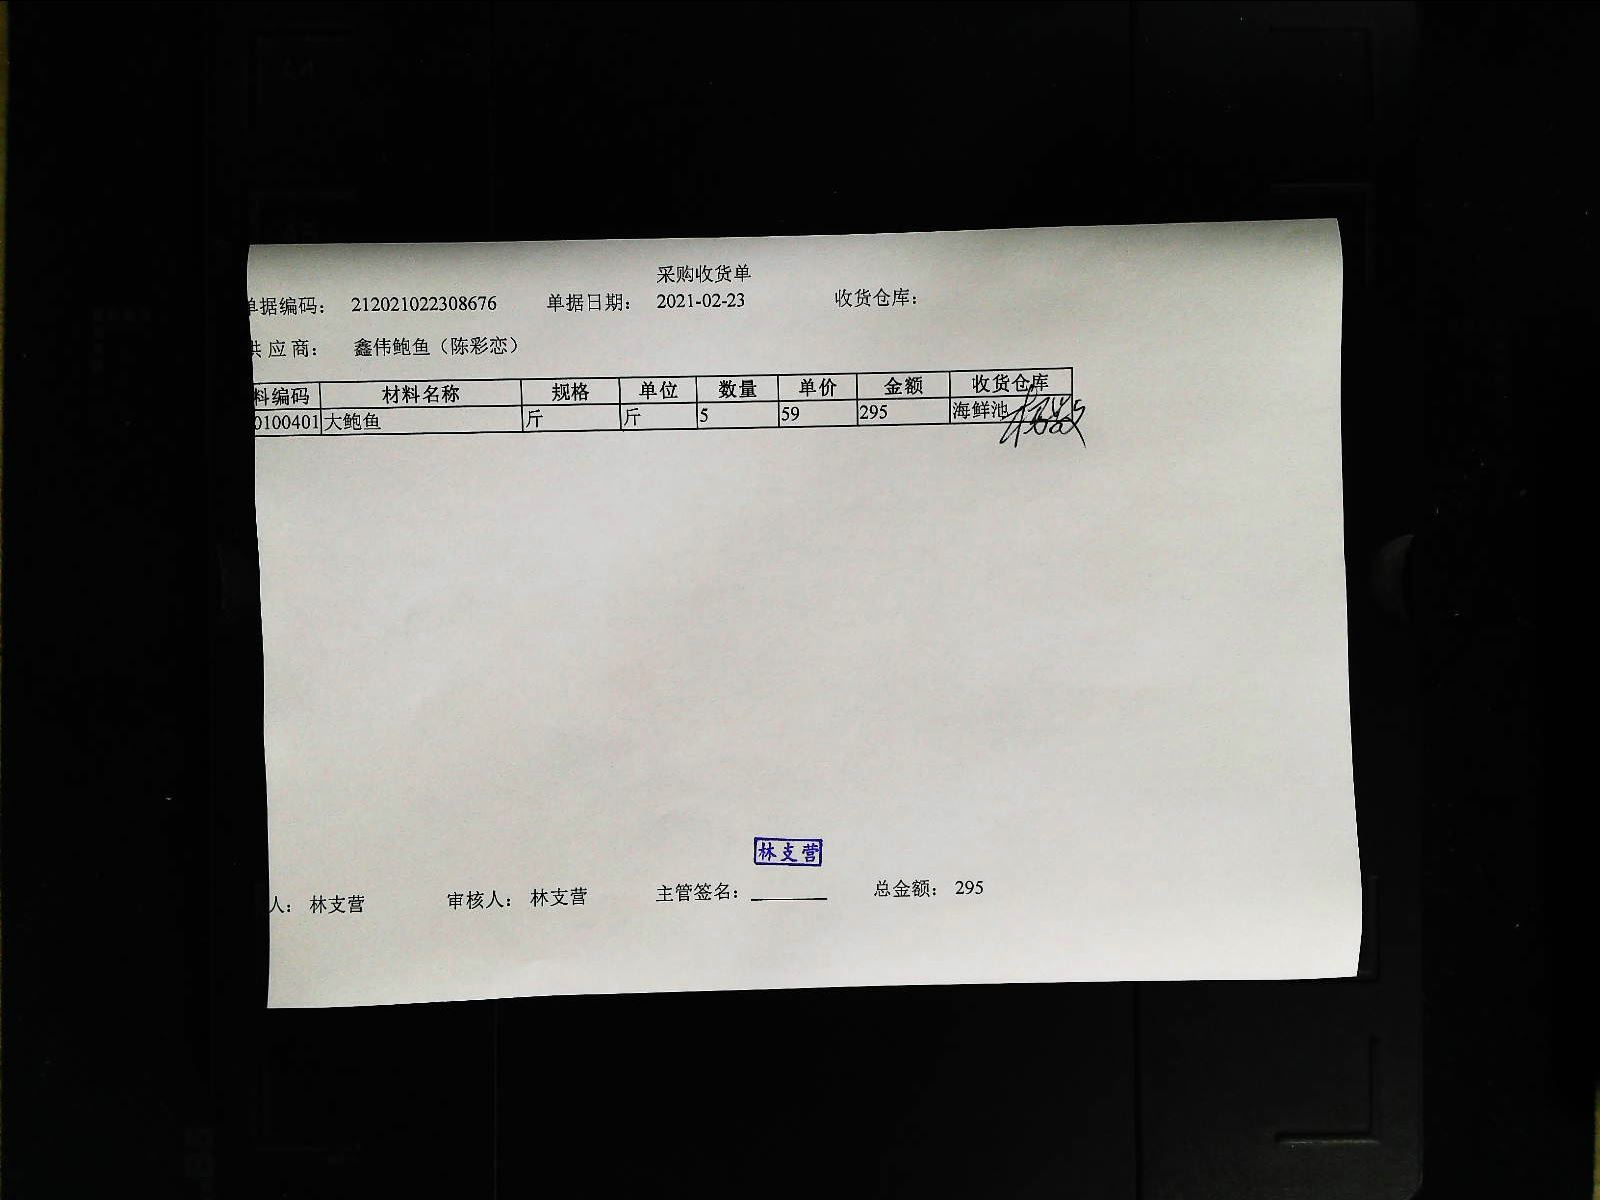 采购收货单
单据编码： 212021022308676 单据日期： 2021-02-23 收货仓库：
供 应 商： 鑫伟鲍鱼（陈彩恋）
料编码 材料名称 规格 单位 数量 单价 金额 收货仓库
0100401 大鲍鱼 斤 斤 5 59 295 海鲜池
林支营
人： 林支营 审核人： 林支营 主管签名： 总金额： 295